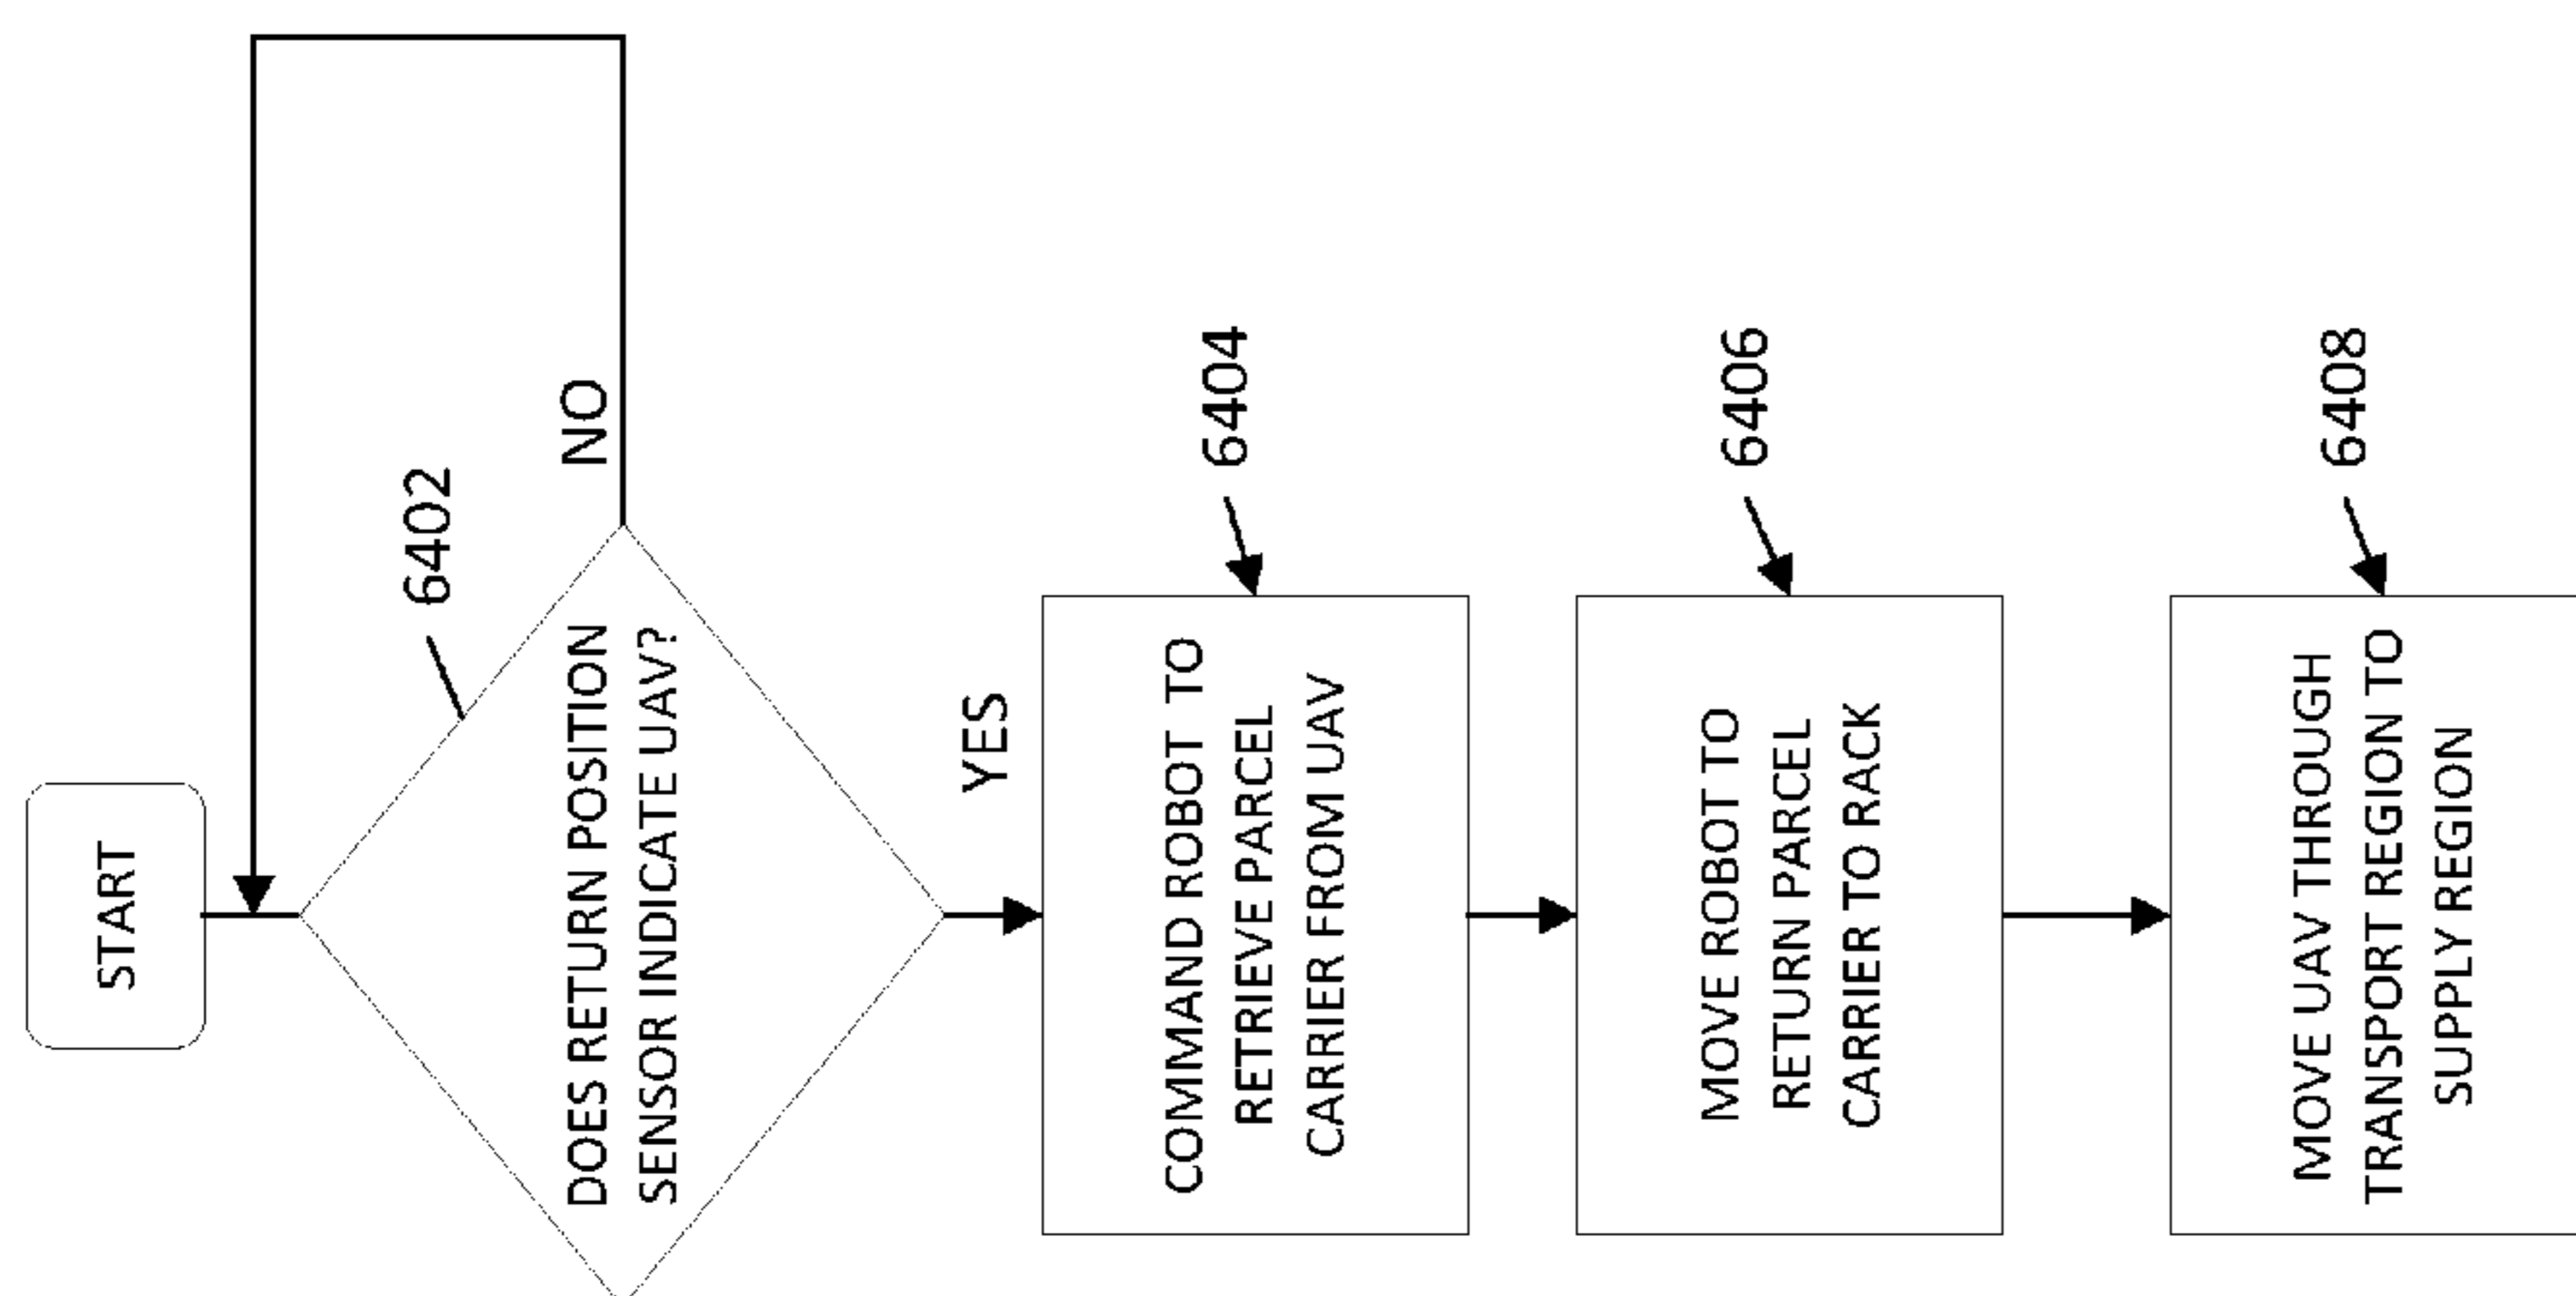 START
6402
DOES RETURN POSITION
SENSOR INDICATE UAV?
NO
YES
COMMAND ROBOT TO
RETRIEVE PARCEL
CARRIER FROM UAV
6404
MOVE ROBOT TO
RETURN PARCEL
CARRIER TO RACK
6406
MOVE UAV THROUGH
TRANSPORT REGION TO
SUPPLY REGION
6408